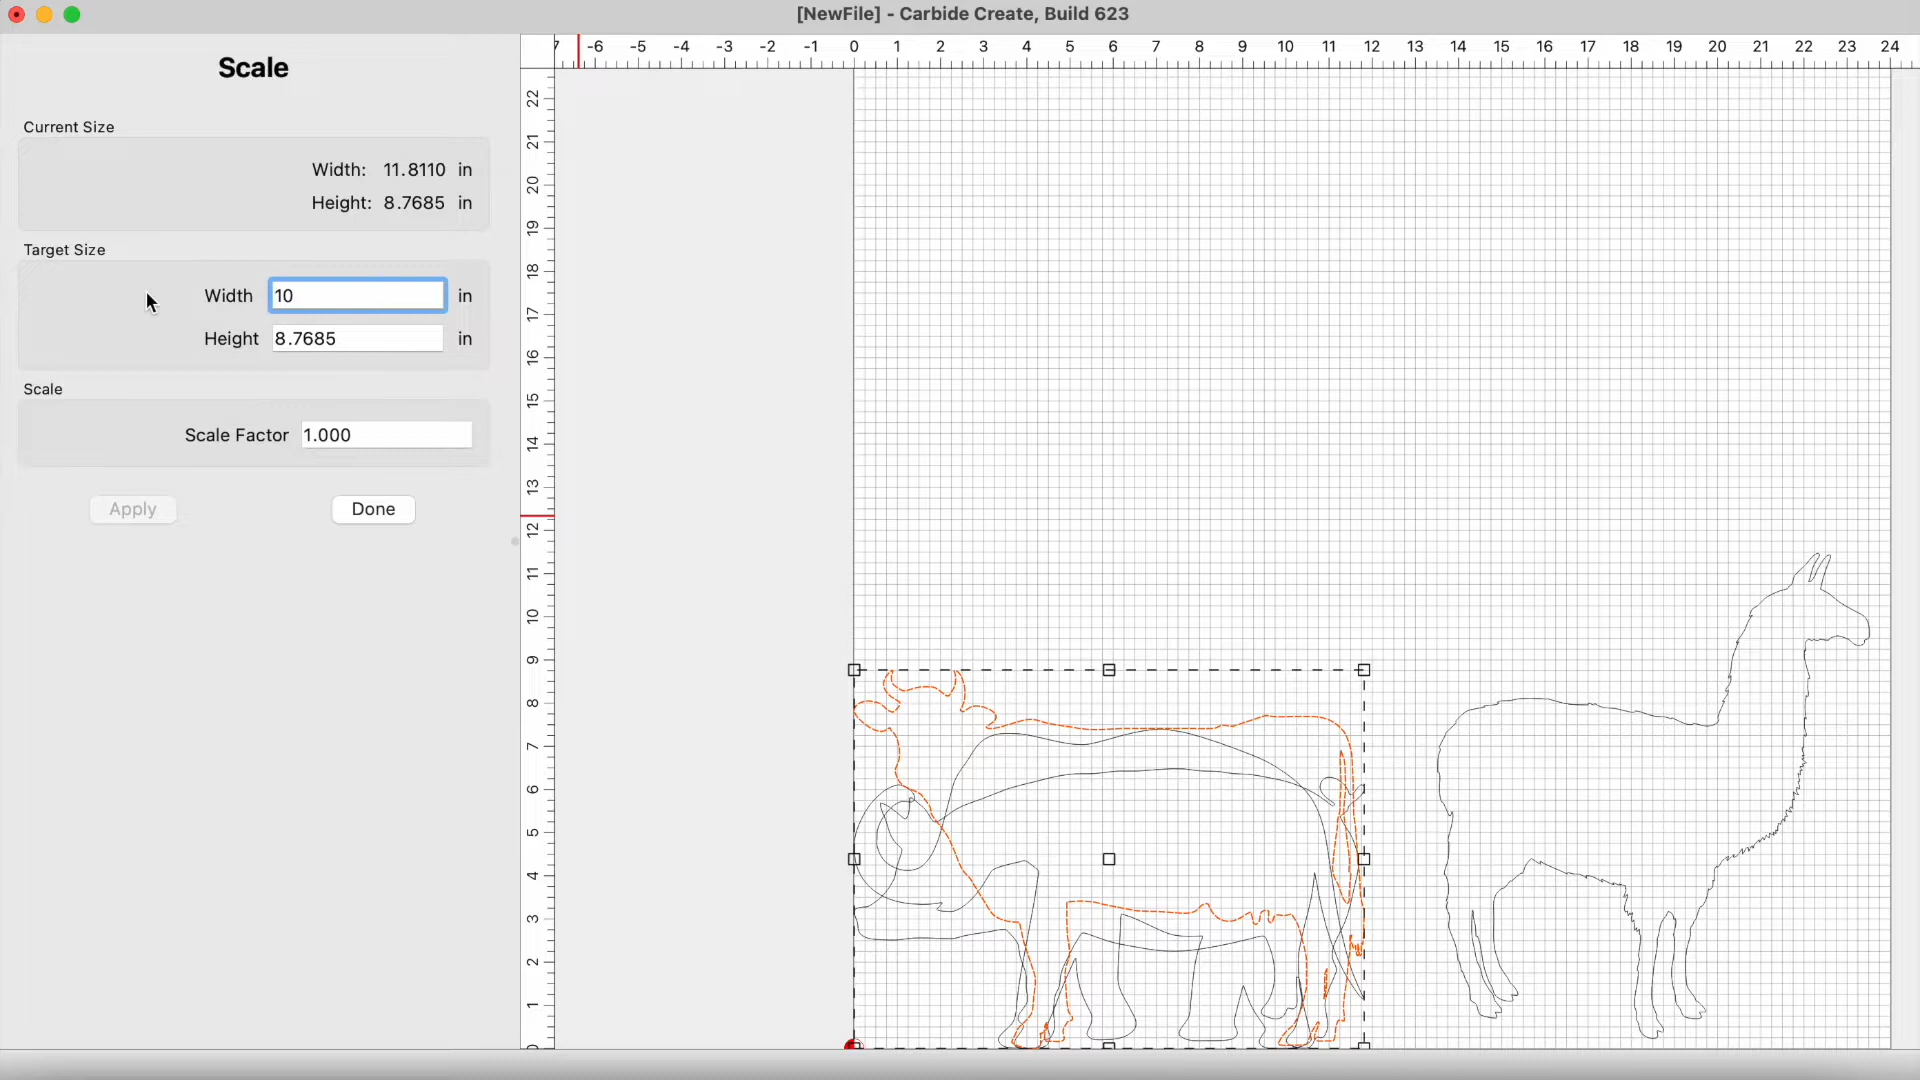 [NewFile] - Carbide Create, Build 623
Scale
Current Size
Width: 11.8110 in
Height: 8.7685 in
Target Size
Width 10 in
Height 8.7685 in
Scale
Scale Factor 1.000
Apply Done
-6 -5 -4 -3 -2 -1 0 1 2 3 4 5 6 7 8 9 10 11 12 13 14 15 16 17 18 19 20 21 22 23 24
22
21
20
19
18
17
16
15
14
13
12
11
10
9
8
7
6
5
4
3
2
1